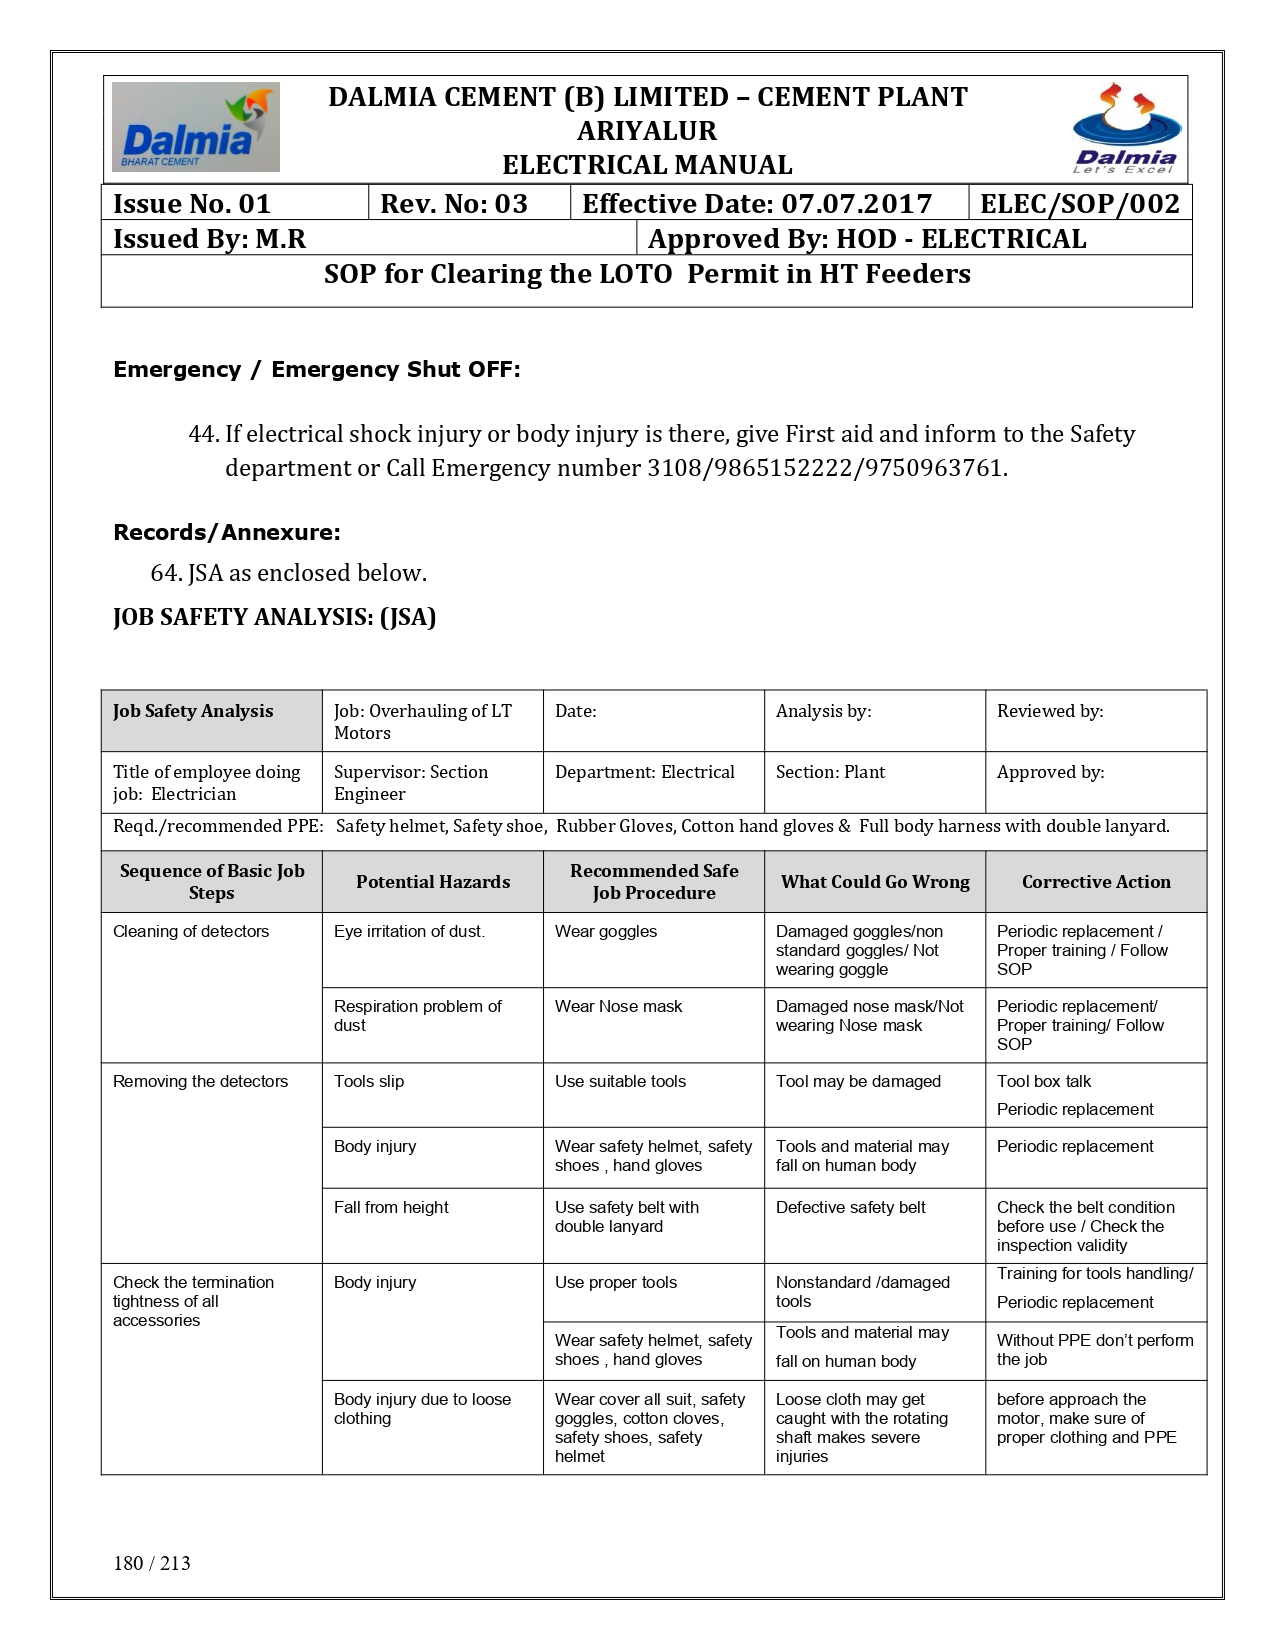 Dalmia
BHARAT CEMENT
DALMIA CEMENT (B) LIMITED – CEMENT PLANT
ARIYALUR
ELECTRICAL MANUAL
Dalmia
Let's Excel
Issue No. 01 Rev. No: 03 Effective Date: 07.07.2017 ELEC/SOP/002
Issued By: M.R Approved By: HOD - ELECTRICAL
SOP for Clearing the LOTO Permit in HT Feeders
Emergency / Emergency Shut OFF:
44. If electrical shock injury or body injury is there, give First aid and inform to the Safety
department or Call Emergency number 3108/9865152222/9750963761.
Records/Annexure:
64. JSA as enclosed below.
JOB SAFETY ANALYSIS: (JSA)
Job Safety Analysis
Job: Overhauling of LT
Motors
Date:
Analysis by:
Reviewed by:
Title of employee doing
job: Electrician
Supervisor: Section
Engineer
Department: Electrical
Section: Plant
Approved by:
Reqd./recommended PPE: Safety helmet, Safety shoe, Rubber Gloves, Cotton hand gloves & Full body harness with double lanyard.
Sequence of Basic Job
Steps
Potential Hazards
Recommended Safe
Job Procedure
What Could Go Wrong
Corrective Action
Cleaning of detectors
Eye irritation of dust.
Wear goggles
Damaged goggles/non
standard goggles/ Not
wearing goggle
Periodic replacement /
Proper training / Follow
SOP
Respiration problem of
dust
Wear Nose mask
Damaged nose mask/Not
wearing Nose mask
Periodic replacement/
Proper training/ Follow
SOP
Removing the detectors
Tools slip
Use suitable tools
Tool may be damaged
Tool box talk
Periodic replacement
Body injury
Wear safety helmet, safety
shoes , hand gloves
Tools and material may
fall on human body
Periodic replacement
Fall from height
Use safety belt with
double lanyard
Defective safety belt
Check the belt condition
before use / Check the
inspection validity
Check the termination
tightness of all
accessories
Body injury
Use proper tools
Nonstandard /damaged
tools
Training for tools handling/
Periodic replacement
Wear safety helmet, safety
shoes , hand gloves
Tools and material may
fall on human body
Without PPE don’t perform
the job
Body injury due to loose
clothing
Wear cover all suit, safety
goggles, cotton cloves,
safety shoes, safety
helmet
Loose cloth may get
caught with the rotating
shaft makes severe
injuries
before approach the
motor, make sure of
proper clothing and PPE
180 / 213